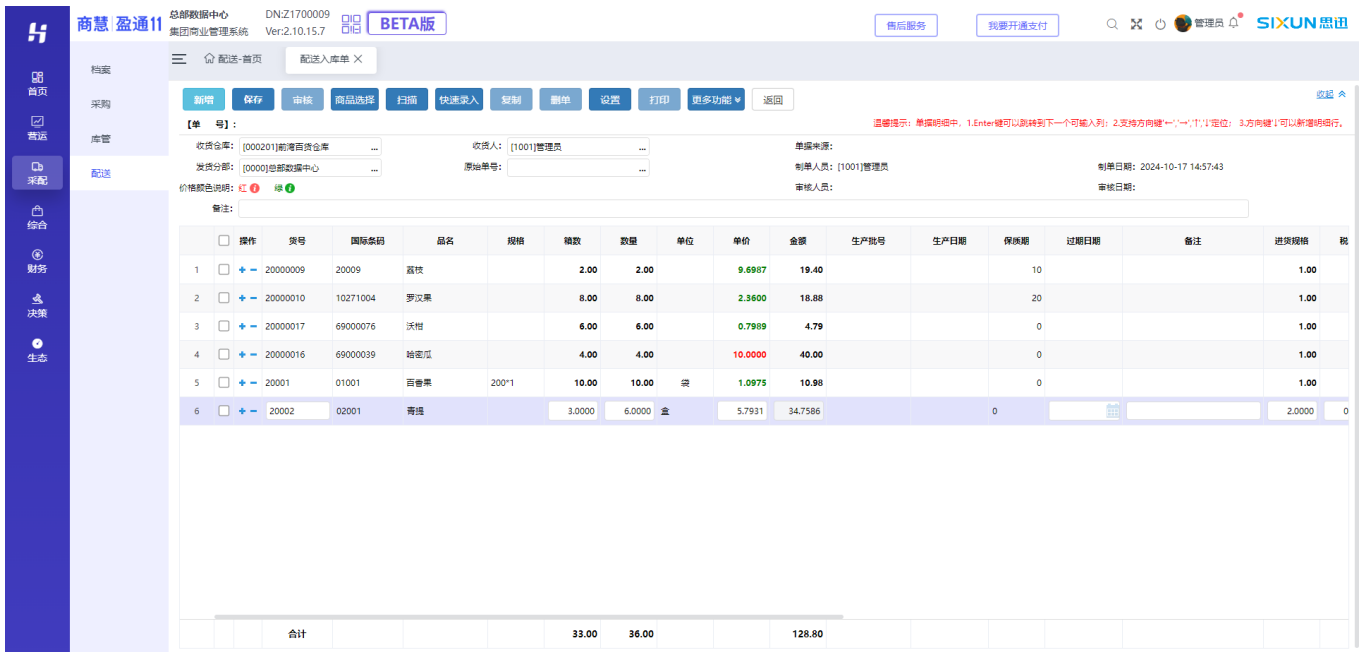 商慧 盈通11 总部数据中心 DN:Z1700009 BETA版 售后服务 我要开通支付 管理员 SIXUN思迅
集团商业管理系统 Ver:2.10.15.7
首页
营运
采配
综合
财务
决策
生态
档案
采购
库管
配送
配送-首页 配送入库单
新增 保存 审核 商品选择 扫描 快速录入 复制 删单 设置 打印 更多功能 返回 收起
【单 号】: 温馨提示：单据明细中，1.Enter键可以跳转到下一个可输入列；2.支持方向键'←','→','↑','↓'定位； 3.方向键'↓'可以新增明细行。
收货仓库: [000201]前湾百货仓库 ... 收货人: [1001]管理员 ... 单据来源:
发货分部: [0000]总部数据中心 ... 原始单号: ... 制单人员: [1001]管理员 制单日期: 2024-10-17 14:57:43
价格颜色说明: 红 绿 审核人员: 审核日期:
备注:
操作 货号 国际条码 品名 规格 箱数 数量 单位 单价 金额 生产批号 生产日期 保质期 过期日期 备注 进货规格 税
1 20000009 20009 荔枝 2.00 2.00 9.6987 19.40 10 1.00
2 20000010 10271004 罗汉果 8.00 8.00 2.3600 18.88 20 1.00
3 20000017 69000076 沃柑 6.00 6.00 0.7989 4.79 0 1.00
4 20000016 69000039 哈密瓜 4.00 4.00 10.0000 40.00 0 1.00
5 20001 01001 百香果 200*1 10.00 10.00 袋 1.0975 10.98 0 1.00
6 20002 02001 青提 3.0000 6.0000 盒 5.7931 34.7586 0 2.0000 0
合计 33.00 36.00 128.80